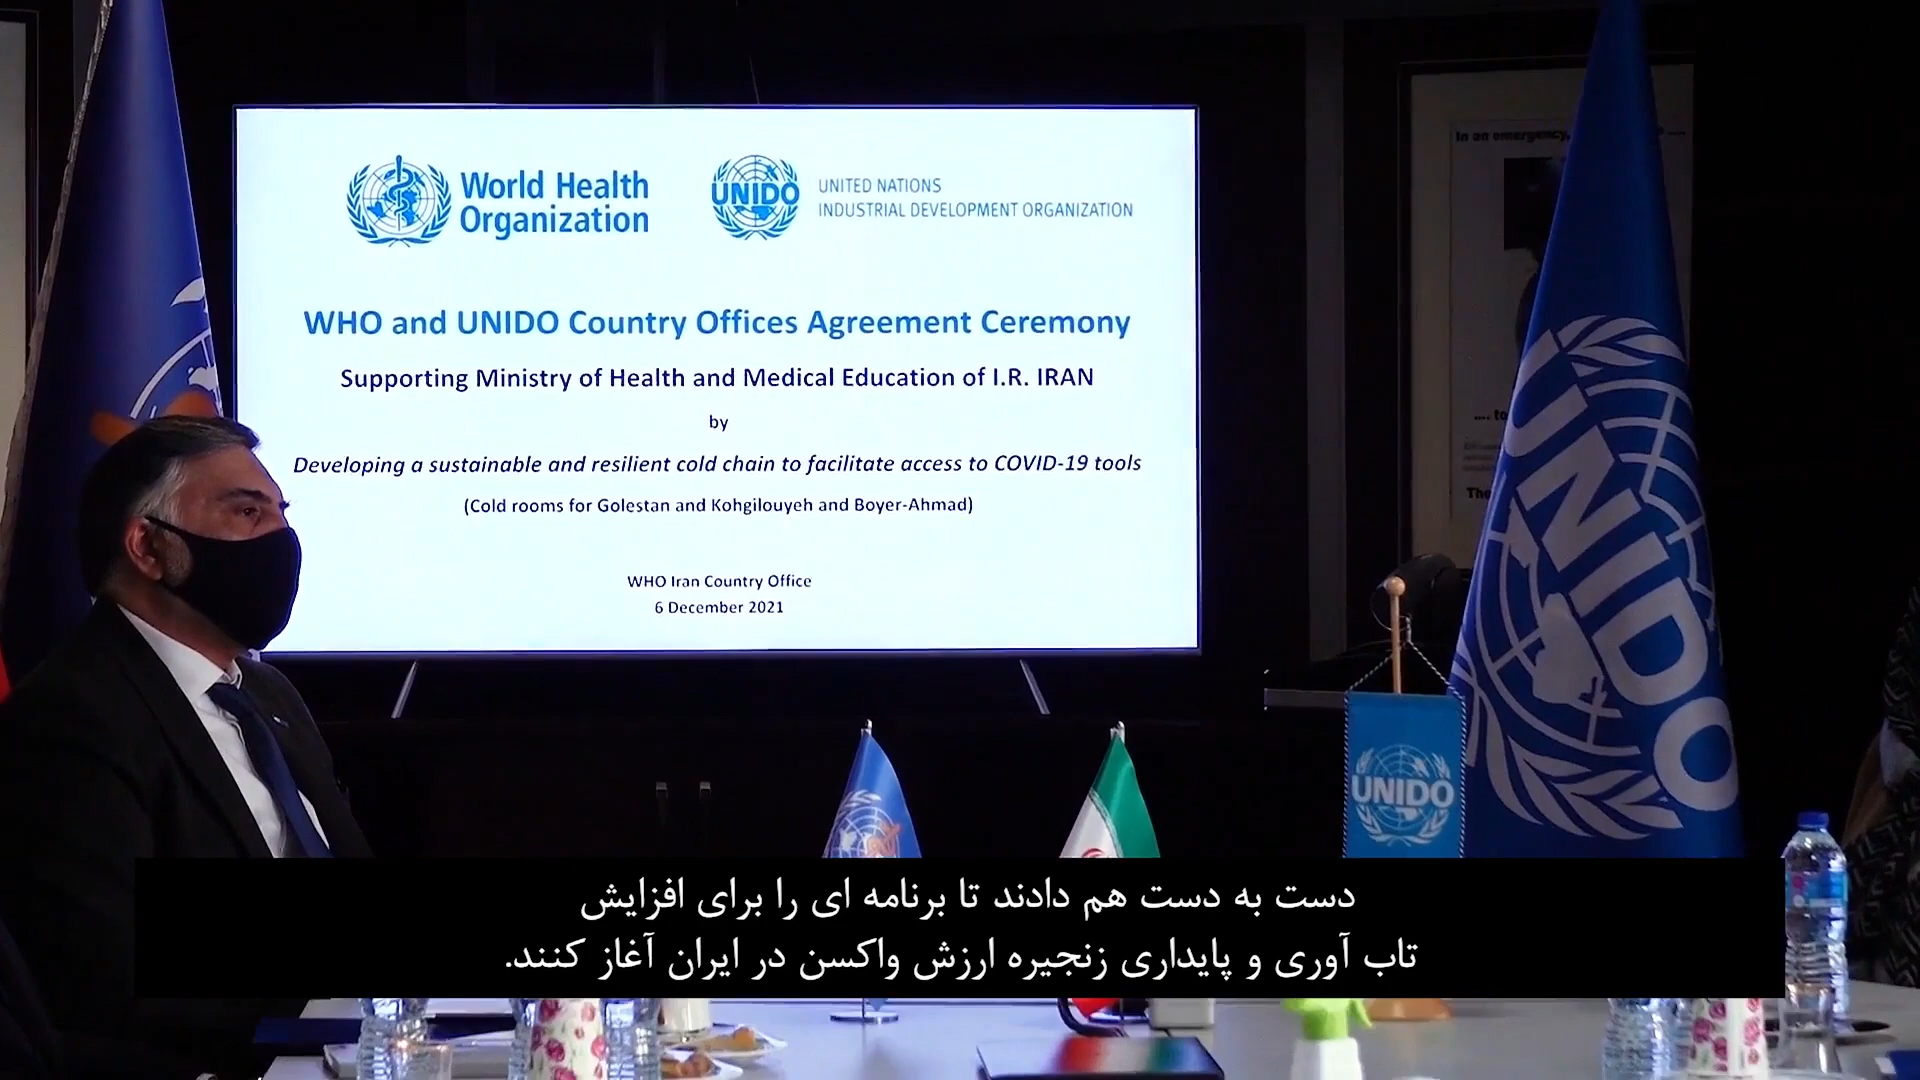 World Health
Organization
UNIDO
UNITED NATIONS
INDUSTRIAL DEVELOPMENT ORGANIZATION
WHO and UNIDO Country Offices Agreement Ceremony
Supporting Ministry of Health and Medical Education of I.R. IRAN
by
Developing a sustainable and resilient cold chain to facilitate access to COVID-19 tools
(Cold rooms for Golestan and Kohgilouyeh and Boyer-Ahmad)
WHO Iran Country Office
6 December 2021
In an emergency,
.... to
UNIDO
UNIDO
دست به دست هم دادند تا برنامه ای را برای افزایش
تاب آوری و پایداری زنجیره ارزش واکسن در ایران آغاز کنند.